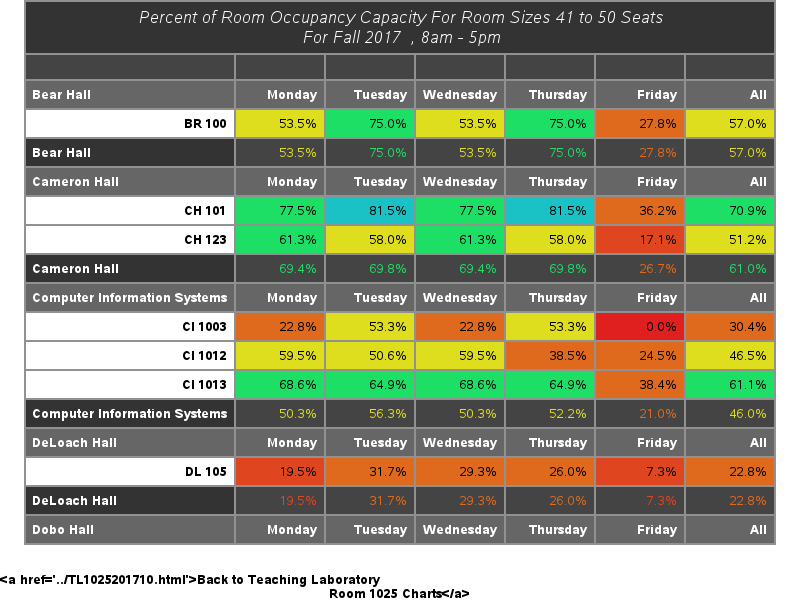 Percent of Room Occupancy Capacity For Room Sizes 41 to 50 Seats
For Fall 2017 , 8am - 5pm
Bear Hall Monday Tuesday Wednesday Thursday Friday All
BR 100 53.5% 75.0% 53.5% 75.0% 27.8% 57.0%
Bear Hall 53.5% 75.0% 53.5% 75.0% 27.8% 57.0%
Cameron Hall Monday Tuesday Wednesday Thursday Friday All
CH 101 77.5% 81.5% 77.5% 81.5% 36.2% 70.9%
CH 123 61.3% 58.0% 61.3% 58.0% 17.1% 51.2%
Cameron Hall 69.4% 69.8% 69.4% 69.8% 26.7% 61.0%
Computer Information Systems Monday Tuesday Wednesday Thursday Friday All
CI 1003 22.8% 53.3% 22.8% 53.3% 0.0% 30.4%
CI 1012 59.5% 50.6% 59.5% 38.5% 24.5% 46.5%
CI 1013 68.6% 64.9% 68.6% 64.9% 38.4% 61.1%
Computer Information Systems 50.3% 56.3% 50.3% 52.2% 21.0% 46.0%
DeLoach Hall Monday Tuesday Wednesday Thursday Friday All
DL 105 19.5% 31.7% 29.3% 26.0% 7.3% 22.8%
DeLoach Hall 19.5% 31.7% 29.3% 26.0% 7.3% 22.8%
Dobo Hall Monday Tuesday Wednesday Thursday Friday All
<a href='../TL1025201710.html'>Back to Teaching Laboratory
Room 1025 Charts</a>